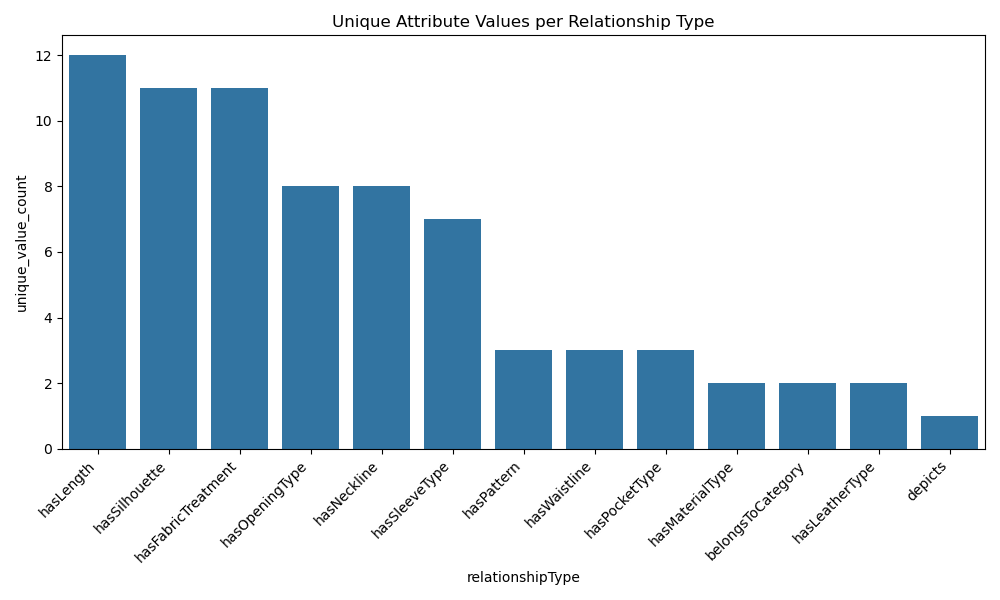 Unique Attribute Values per Relationship Type
unique_value_count
12
10
8
6
4
2
0
hasLength
hasSilhouette
hasFabricTreatment
hasOpeningType
hasNeckline
hasSleeveType
hasPattern
hasWaistline
hasPocketType
hasMaterialType
belongsToCategory
hasLeatherType
depicts
relationshipType